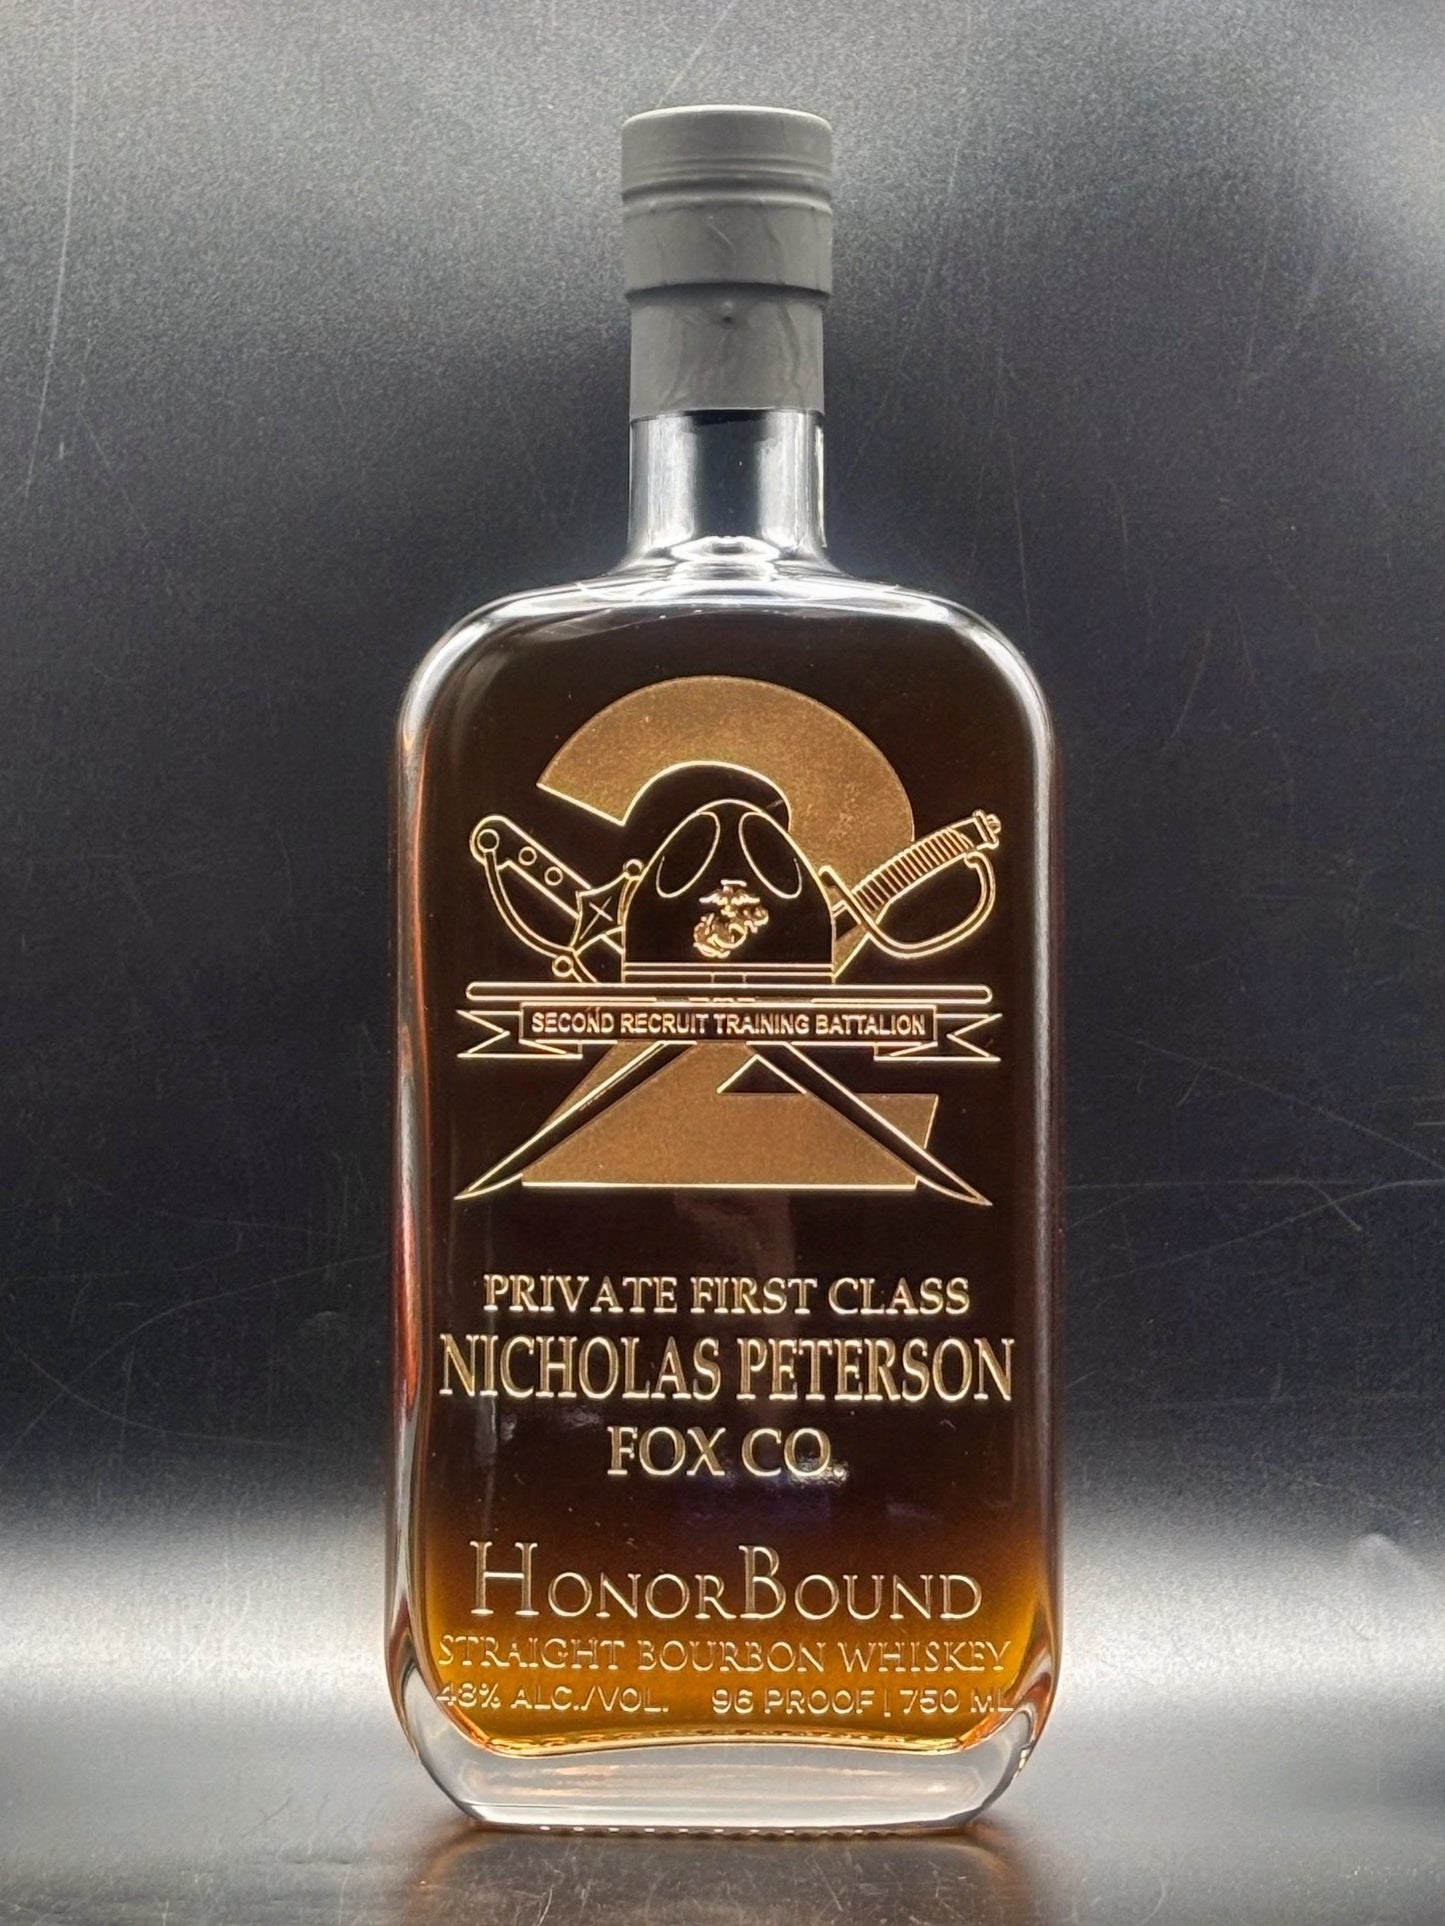 2
SECOND RECRUIT TRAINING BATTALION
PRIVATE FIRST CLASS
NICHOLAS PETERSON
FOX CO.
HONORBOUND
STRAIGHT BOURBON WHISKEY
48% ALC./VOL. 96 PROOF | 750 ML